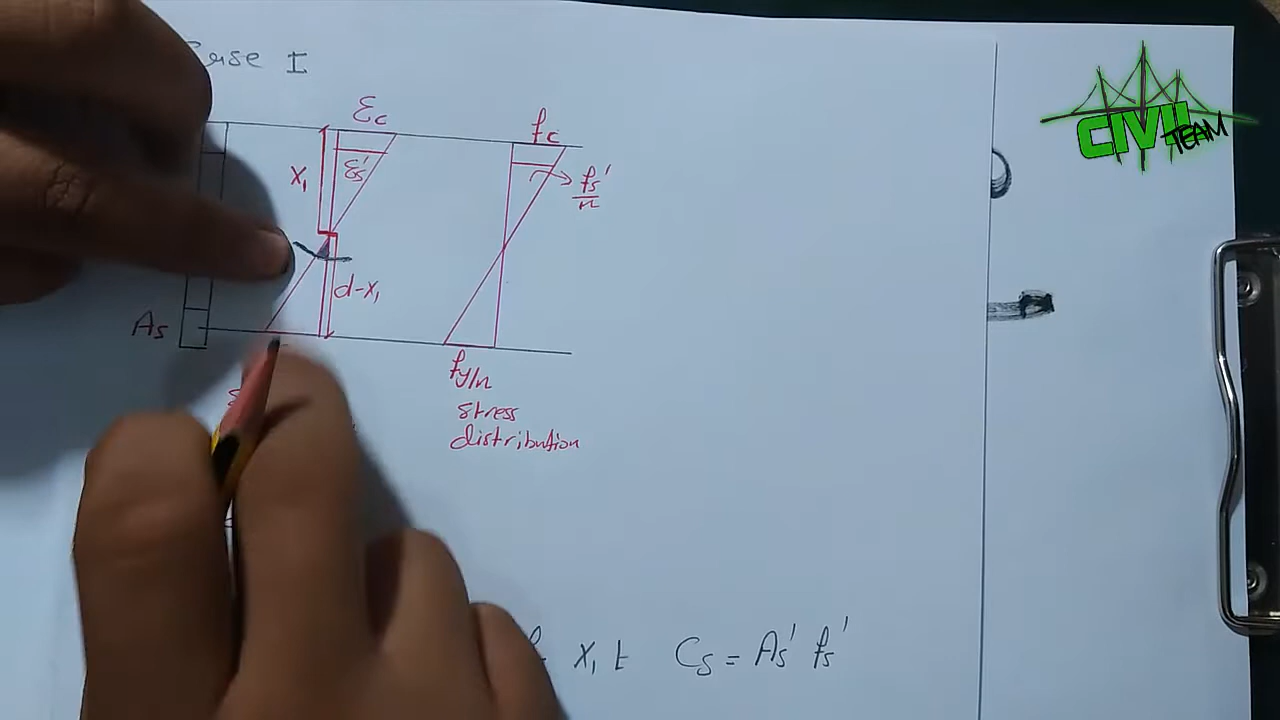 Case I
εc
fc
x₁
εs'
fs'/n
d-x₁
As
fy/n
stress
distribution
x₁ t Cs = As' fs'
CIVIL
TEAM